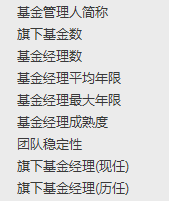 基金管理人简称
旗下基金数
基金经理数
基金经理平均年限
基金经理最大年限
基金经理成熟度
团队稳定性
旗下基金经理(现任)
旗下基金经理(历任)